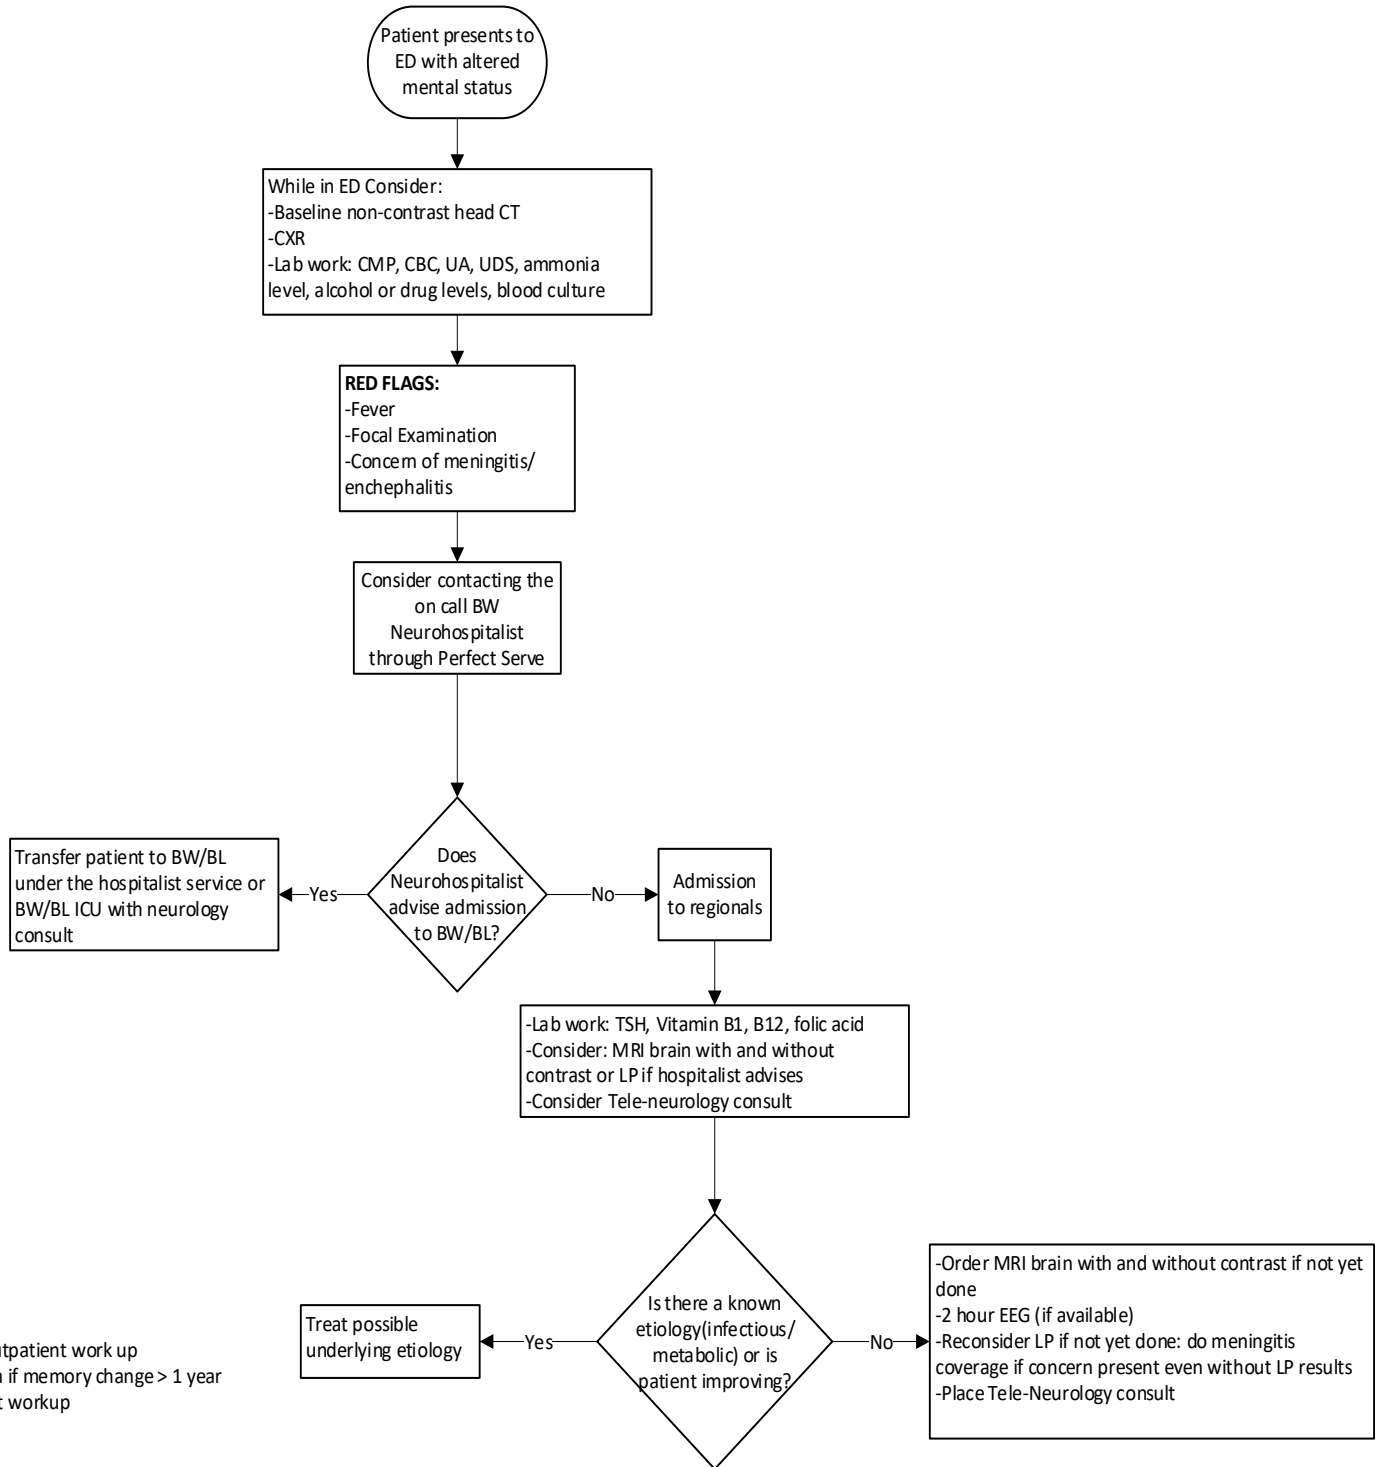 Patient presents to
ED with altered
mental status
While in ED Consider:
-Baseline non-contrast head CT
-CXR
-Lab work: CMP, CBC, UA, UDS, ammonia
level, alcohol or drug levels, blood culture
RED FLAGS:
-Fever
-Focal Examination
-Concern of meningitis/
enchephalitis
Consider contacting the
on call BW
Neurohospitalist
through Perfect Serve
Does
Neurohospitalist
advise admission
to BW/BL?
Yes
Transfer patient to BW/BL
under the hospitalist service or
BW/BL ICU with neurology
consult
No
Admission
to regionals
-Lab work: TSH, Vitamin B1, B12, folic acid
-Consider: MRI brain with and without
contrast or LP if hospitalist advises
-Consider Tele-neurology consult
Is there a known
etiology(infectious/
metabolic) or is
patient improving?
Yes
Treat possible
underlying etiology
No
-Order MRI brain with and without contrast if not yet
done
-2 hour EEG (if available)
-Reconsider LP if not yet done: do meningitis
coverage if concern present even without LP results
-Place Tele-Neurology consult
work up
if memory change > 1 year
workup